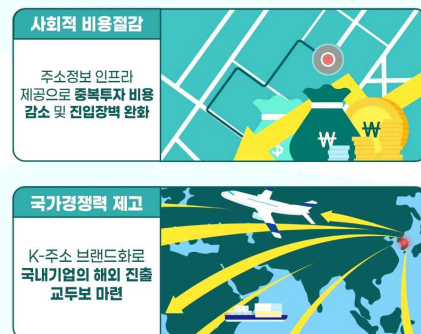 사회적 비용절감
주소정보 인프라
제공으로 중복투자 비용
감소 및 진입장벽 완화
₩
₩
국가경쟁력 제고
K-주소 브랜드화로
국내기업의 해외 진출
교두보 마련